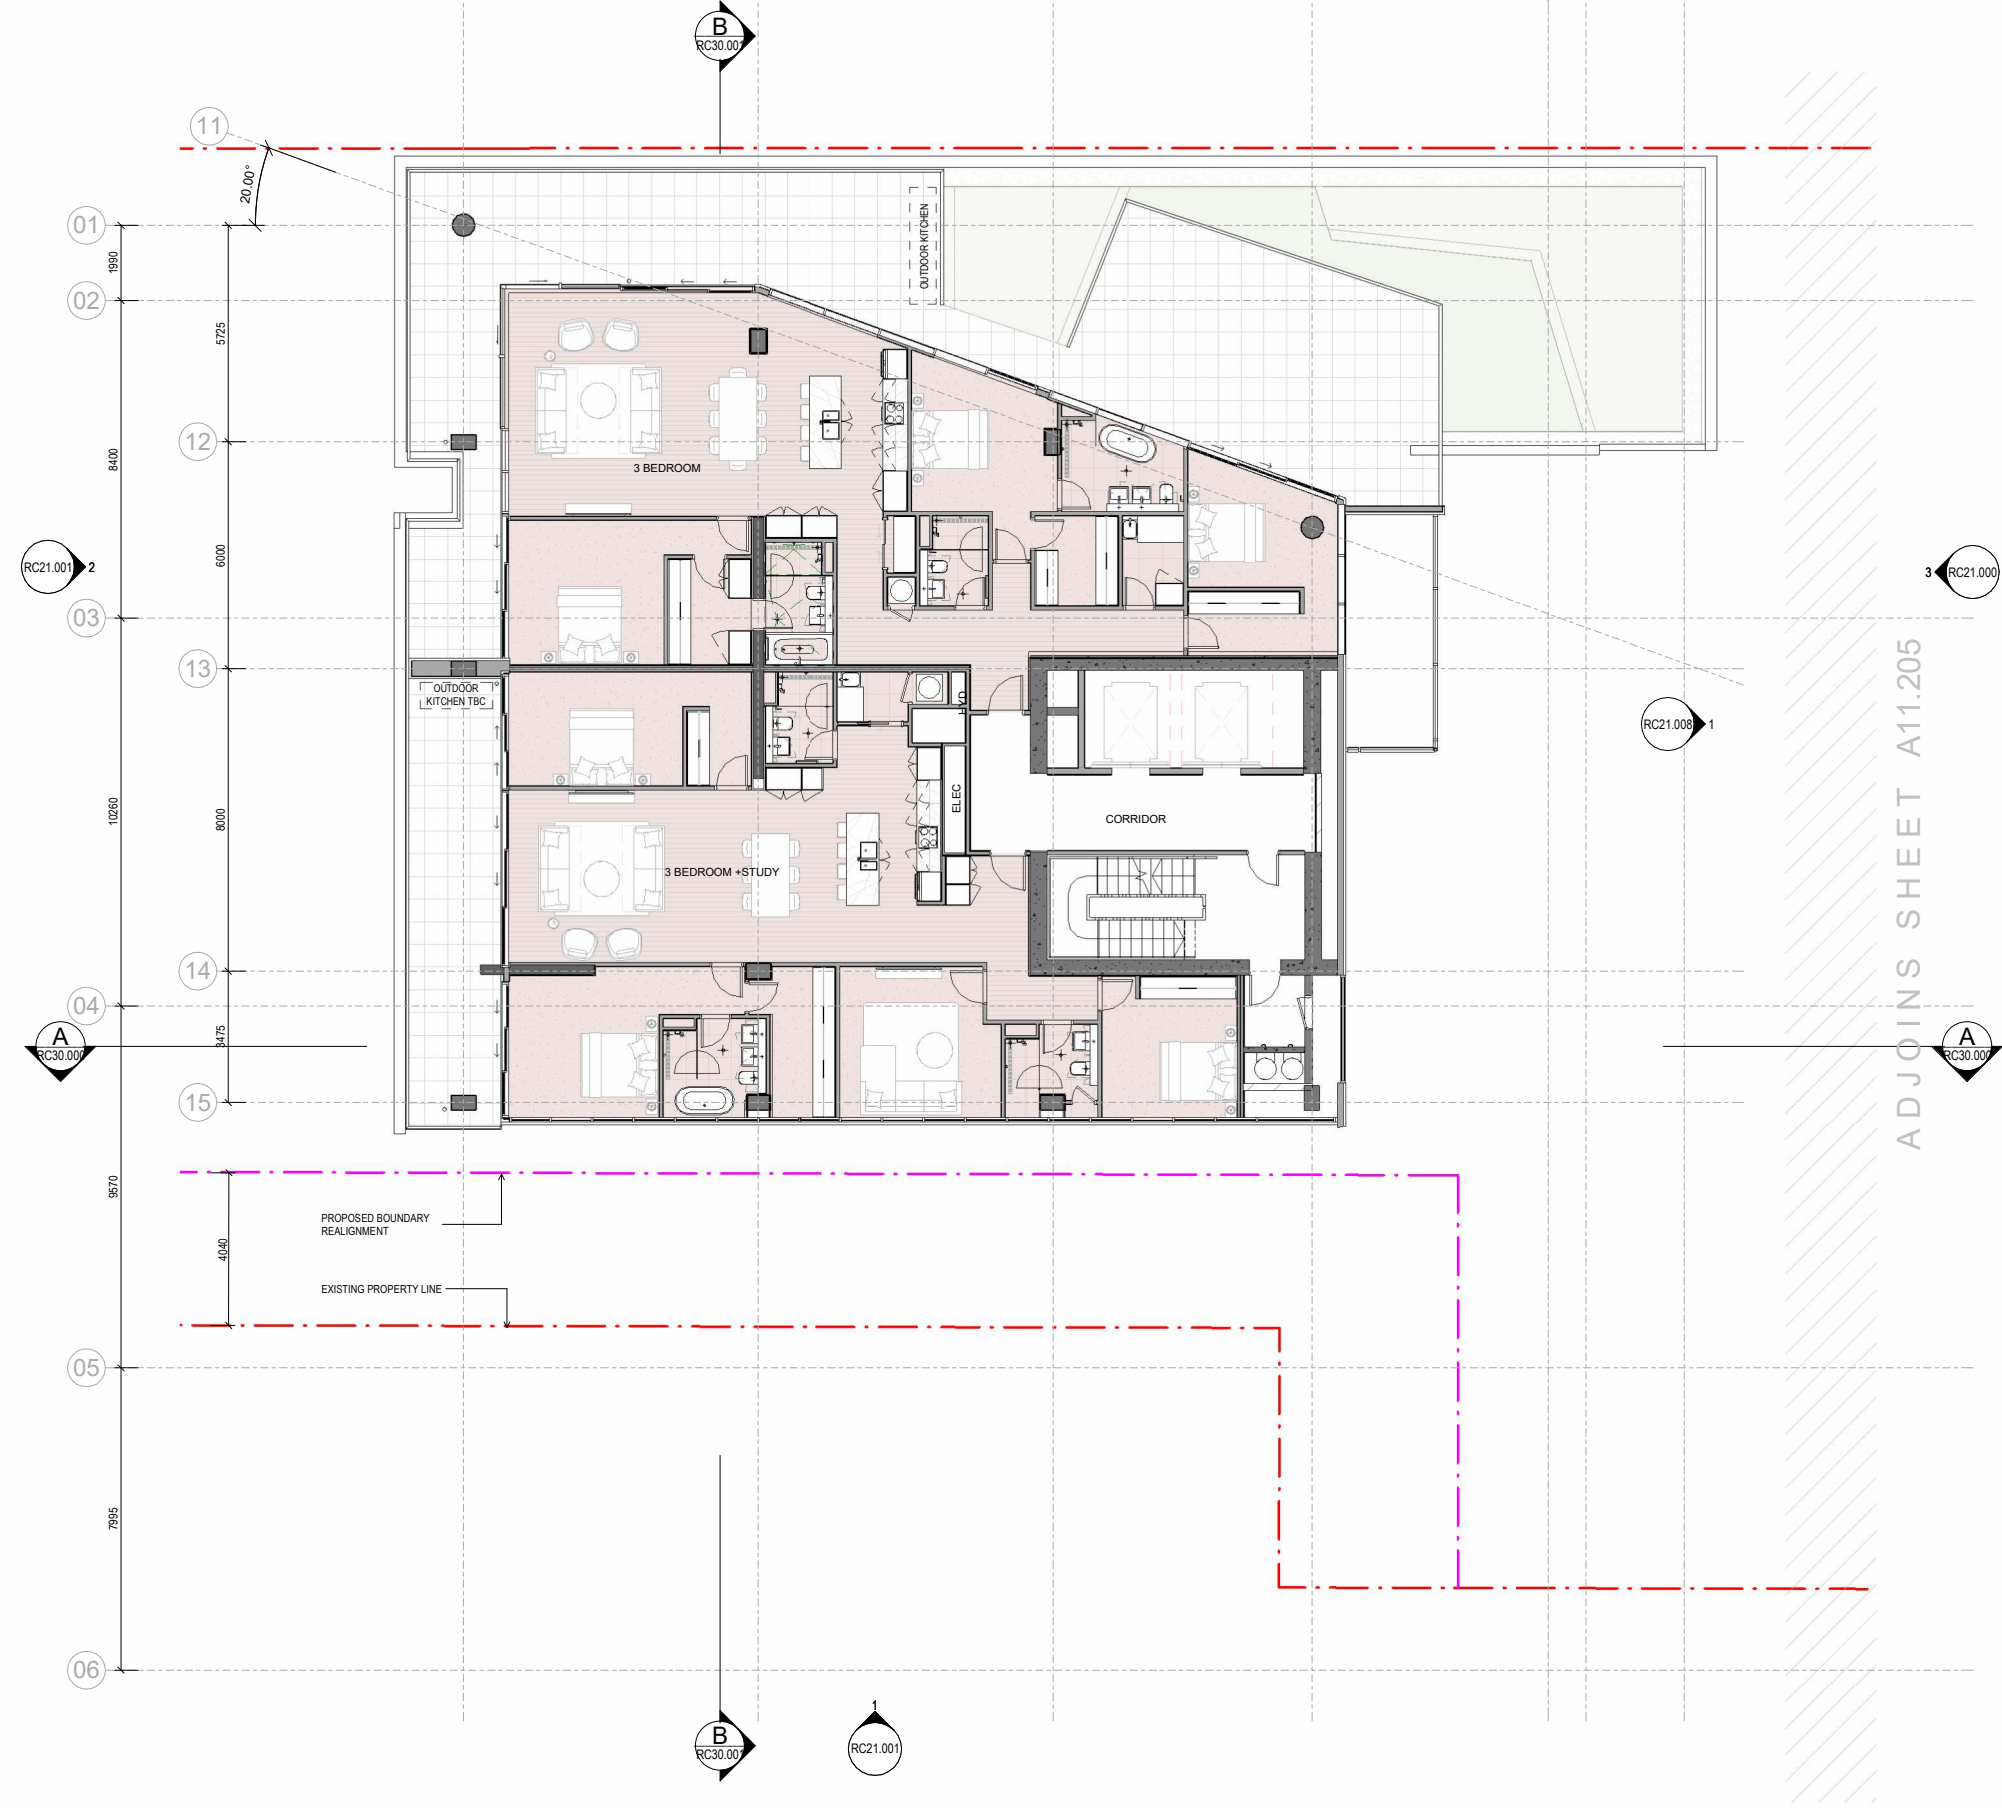 B
RC30.001
11
20.00°
01
1990
OUTDOOR KITCHEN
02
5725
12
8400
3 BEDROOM
6000
RC21.001
2
3
RC21.000
03
13
OUTDOOR
KITCHEN TBC
RC21.008
1
ADJOINS SHEET A11.205
10260
8000
ELEC
CORRIDOR
3 BEDROOM +STUDY
14
04
3475
A
RC30.000
A
RC30.000
15
9570
PROPOSED BOUNDARY
REALIGNMENT
4040
EXISTING PROPERTY LINE
05
7995
06
B
RC30.001
1
RC21.001